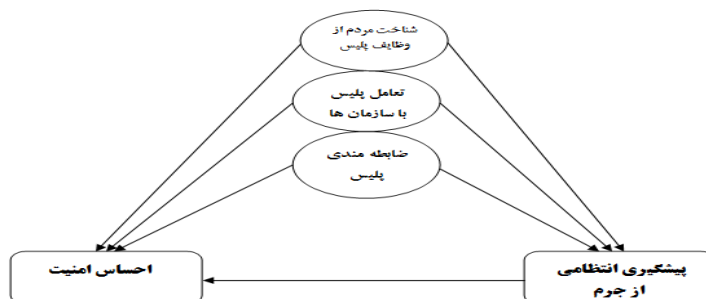 شناخت مردم از
وظایف پلیس
تعامل پلیس
با سازمان ها
ضابطه مندی
پلیس
پیشگیری انتظامی
از جرم
احساس امنیت